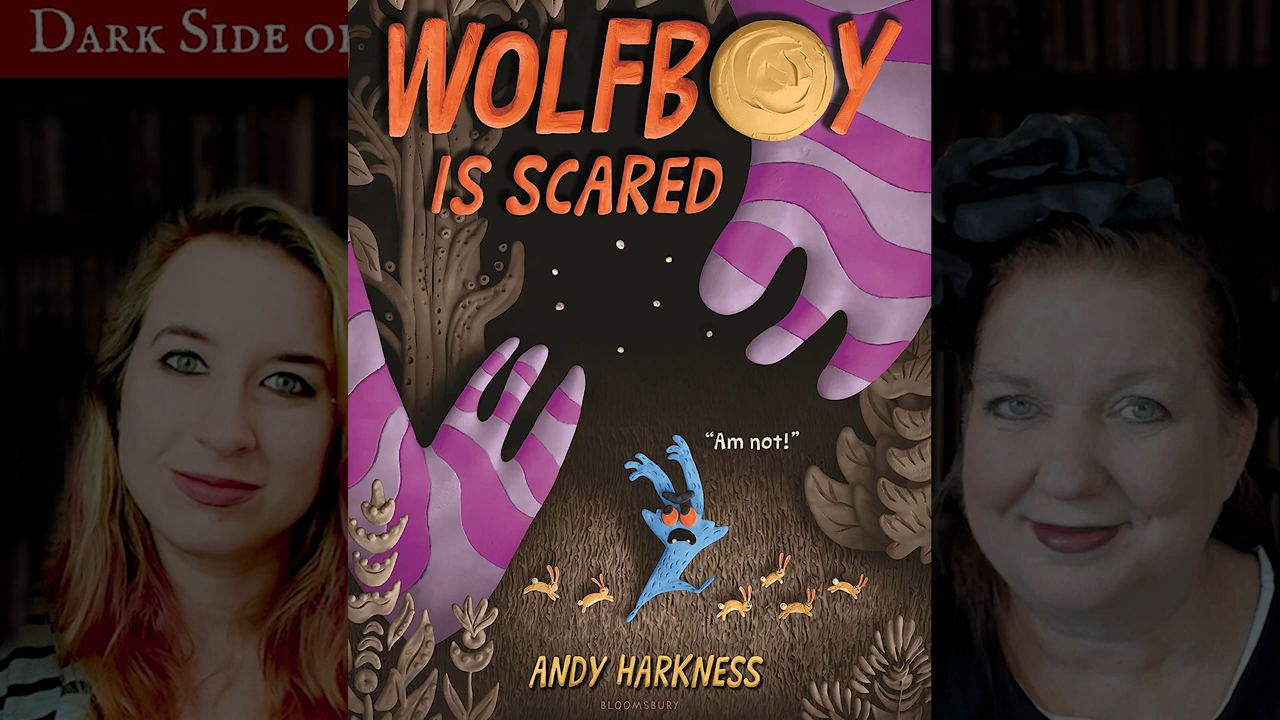 DARK SIDE OF
WOLFBOY
IS SCARED
"Am not!"
ANDY HARKNESS
BLOOMSBURY